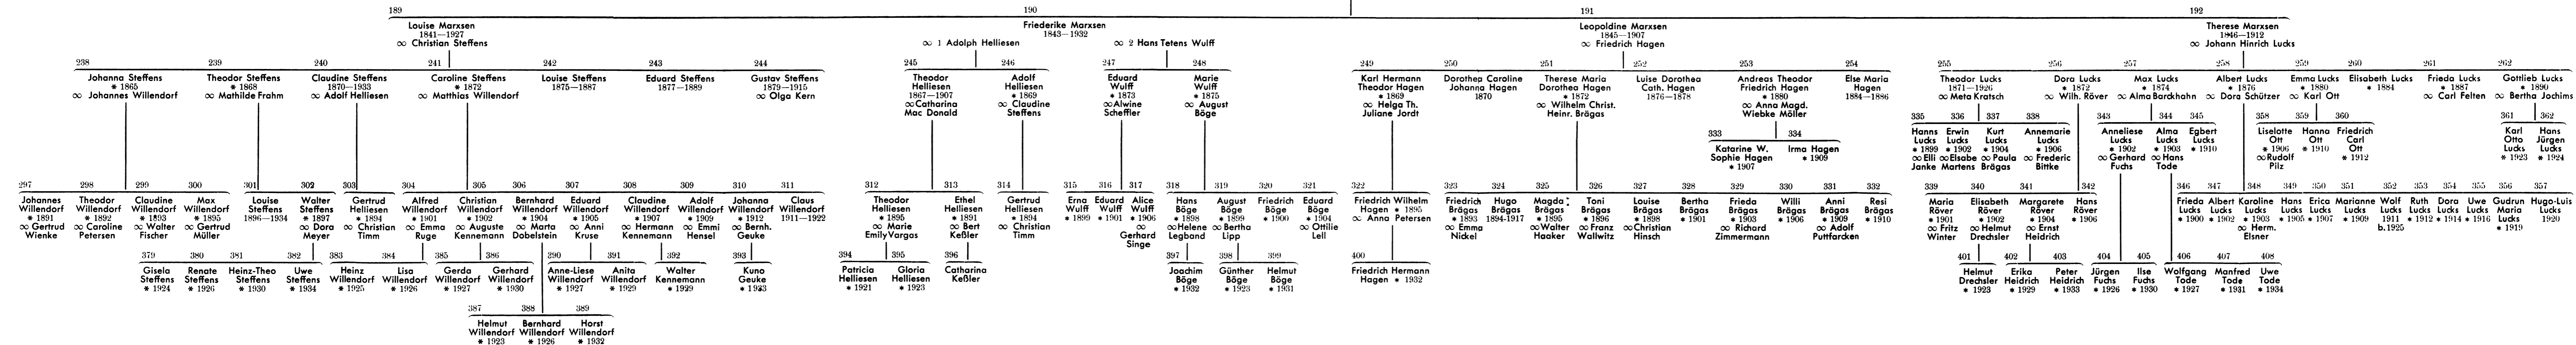 189 190 191 192
Louise Marxsen
1841—1927
∞ Christian Steffens
Friederike Marxsen
1843—1932
∞ 1 Adolph Helliesen
∞ 2 Hans Tetens Wulff
Leopoldine Marxsen
1845—1907
∞ Friedrich Hagen
Therese Marxsen
1846—1912
∞ Johann Hinrich Lucks
238
Johanna Steffens
* 1865
∞ Johannes Willendorf
239
Theodor Steffens
* 1868
∞ Mathilde Frahm
240
Claudine Steffens
1870—1933
∞ Adolf Helliesen
241
Caroline Steffens
* 1872
∞ Matthias Willendorf
242
Louise Steffens
1875—1887
243
Eduard Steffens
1877—1889
244
Gustav Steffens
1879—1915
∞ Olga Kern
245
Theodor
Helliesen
1867—1907
∞Catharina
Mac Donald
246
Adolf
Helliesen
* 1869
∞ Claudine
Steffens
247
Eduard
Wulff
* 1873
∞Alwine
Scheffler
248
Marie
Wulff
* 1875
∞ August
Böge
249
Karl Hermann
Theodor Hagen
* 1869
∞ Helga Th.
Juliane Jordt
250
Dorothea Caroline
Johanna Hagen
1870
251
Therese Maria
Dorothea Hagen
* 1872
∞ Wilhelm Christ.
Heinr. Brägas
252
Luise Dorothea
Cath. Hagen
1876—1878
253
Andreas Theodor
Friedrich Hagen
* 1880
∞ Anna Magd.
Wiebke Möller
254
Else Maria
Hagen
1884—1886
255
Theodor Lucks
1871—1926
∞ Meta Kratsch
256
Dora Lucks
* 1872
∞ Wilh. Röver
257
Max Lucks
* 1874
∞ Alma Barckhahn
258
Albert Lucks
* 1876
∞ Dora Schützer
259
Emma Lucks
* 1880
∞ Karl Ott
260
Elisabeth Lucks
* 1884
261
Frieda Lucks
* 1887
∞ Carl Felten
262
Gottlieb Lucks
* 1890
∞ Bertha Jochims
333
Katarine W.
Sophie Hagen
* 1907
334
Irma Hagen
* 1909
335
Hanns
Lucks
* 1899
∞ Elli
Janke
336
Erwin
Lucks
* 1902
∞Elsabe
Martens
337
Kurt
Lucks
* 1904
∞ Paula
Brägas
338
Annemarie
Lucks
* 1906
∞ Frederic
Bittke
343
Anneliese
Lucks
* 1902
∞ Gerhard
Fuchs
344
Alma
Lucks
* 1903
∞ Hans
Tode
345
Egbert
Lucks
* 1910
358
Liselotte
Ott
* 1906
∞Rudolf
Pilz
359
Hanna
Ott
* 1910
360
Friedrich
Carl
Ott
* 1912
361
Karl
Otto
Lucks
* 1923
362
Hans
Jürgen
Lucks
* 1924
297
Johannes
Willendorf
* 1891
∞ Gertrud
Wienke
298
Theodor
Willendorf
* 1892
∞ Caroline
Petersen
299
Claudine
Willendorf
* 1893
∞ Walter
Fischer
300
Max
Willendorf
* 1895
∞ Gertrud
Müller
301
Louise
Steffens
1896—1934
302
Walter
Steffens
* 1897
∞ Dora
Meyer
303
Gertrud
Helliesen
* 1894
∞ Christian
Timm
304
Alfred
Willendorf
* 1901
∞ Emma
Ruge
305
Christian
Willendorf
* 1902
∞ Auguste
Kennemann
306
Bernhard
Willendorf
* 1904
∞ Marta
Dobelstein
307
Eduard
Willendorf
* 1905
∞ Anni
Kruse
308
Claudine
Willendorf
* 1907
∞ Hermann
Kennemann
309
Adolf
Willendorf
* 1909
∞ Emmi
Hensel
310
Johanna
Willendorf
* 1912
∞ Bernh.
Geuke
311
Claus
Willendorf
1911—1922
312
Theodor
Helliesen
* 1895
∞ Marie
EmilyVargas
313
Ethel
Helliesen
* 1891
∞ Bert
Keßler
314
Gertrud
Helliesen
* 1894
∞ Christian
Timm
315
Erna
Wulff
* 1899
316
Eduard
Wulff
* 1901
317
Alice
Wulff
* 1906
∞
Gerhard
Singe
318
Hans
Böge
* 1898
∞Helene
Legband
319
August
Böge
* 1899
∞ Bertha
Lipp
320
Friedrich
Böge
* 1900
321
Eduard
Böge
* 1904
∞ Ottilie
Lell
322
Friedrich Wilhelm
Hagen * 1895
∞ Anna Petersen
323
Friedrich
Brägas
* 1893
∞ Emma
Nickel
324
Hugo
Brägas
1894-1917
325
Magda
Brägas
* 1895
∞Walter
Haaker
326
Toni
Brägas
* 1896
∞ Franz
Wallwitz
327
Louise
Brägas
* 1898
∞Christian
Hinsch
328
Bertha
Brägas
* 1901
329
Frieda
Brägas
* 1903
∞ Richard
Zimmermann
330
Willi
Brägas
* 1906
331
Anni
Brägas
* 1909
∞ Adolf
Puttfarcken
332
Resi
Brägas
* 1910
339
Maria
Röver
* 1901
∞ Fritz
Winter
340
Elisabeth
Röver
* 1902
∞ Helmut
Drechsler
341
Margarete
Röver
* 1904
∞ Ernst
Heidrich
342
Hans
Röver
* 1906
346
Frieda
Lucks
* 1900
347
Albert
Lucks
* 1902
348
Karoline
Lucks
* 1903
∞ Herm.
Elsner
349
Hans
Lucks
* 1905
350
Erica
Lucks
* 1907
351
Marianne
Lucks
* 1909
352
Wolf
Lucks
1911
b.1925
353
Ruth
Lucks
* 1912
354
Dora
Lucks
* 1914
355
Uwe
Lucks
* 1916
356
Gudrun
Maria
Lucks
* 1919
357
Hugo-Luis
Lucks
1920
379
Gisela
Steffens
* 1924
380
Renate
Steffens
* 1926
381
Heinz-Theo
Steffens
* 1930
382
Uwe
Steffens
* 1934
383
Heinz
Willendorf
* 1925
384
Lisa
Willendorf
* 1926
385
Gerda
Willendorf
* 1927
386
Gerhard
Willendorf
* 1930
390
Anne-Liese
Willendorf
* 1927
391
Anita
Willendorf
* 1929
392
Walter
Kennemann
* 1929
393
Kuno
Geuke
* 1933
394
Patricia
Helliesen
* 1921
395
Gloria
Helliesen
* 1923
396
Catharina
Keßler
397
Joachim
Böge
* 1932
398
Günther
Böge
* 1923
399
Helmut
Böge
* 1931
400
Friedrich Hermann
Hagen * 1932
401
Helmut
Drechsler
* 1923
402
Erika
Heidrich
* 1929
403
Peter
Heidrich
* 1933
404
Jürgen
Fuchs
* 1926
405
Ilse
Fuchs
* 1930
406
Wolfgang
Tode
* 1927
407
Manfred
Tode
* 1931
408
Uwe
Tode
* 1934
387
Helmut
Willendorf
* 1923
388
Bernhard
Willendorf
* 1926
389
Horst
Willendorf
* 1932